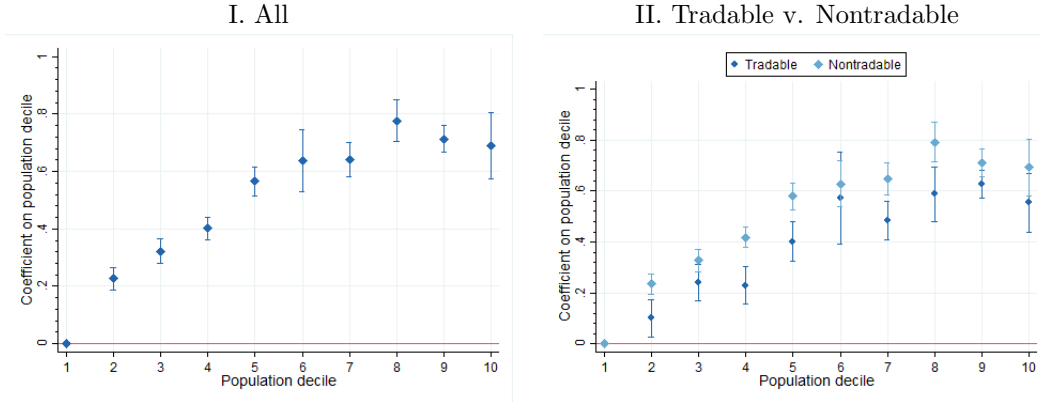 I. All
Coefficient on population decile
0 .2 .4 .6 .8 1
1 2 3 4 5 6 7 8 9 10
Population decile
II. Tradable v. Nontradable
Tradable Nontradable
Coefficient on population decile
0 .2 .4 .6 .8 1
1 2 3 4 5 6 7 8 9 10
Population decile